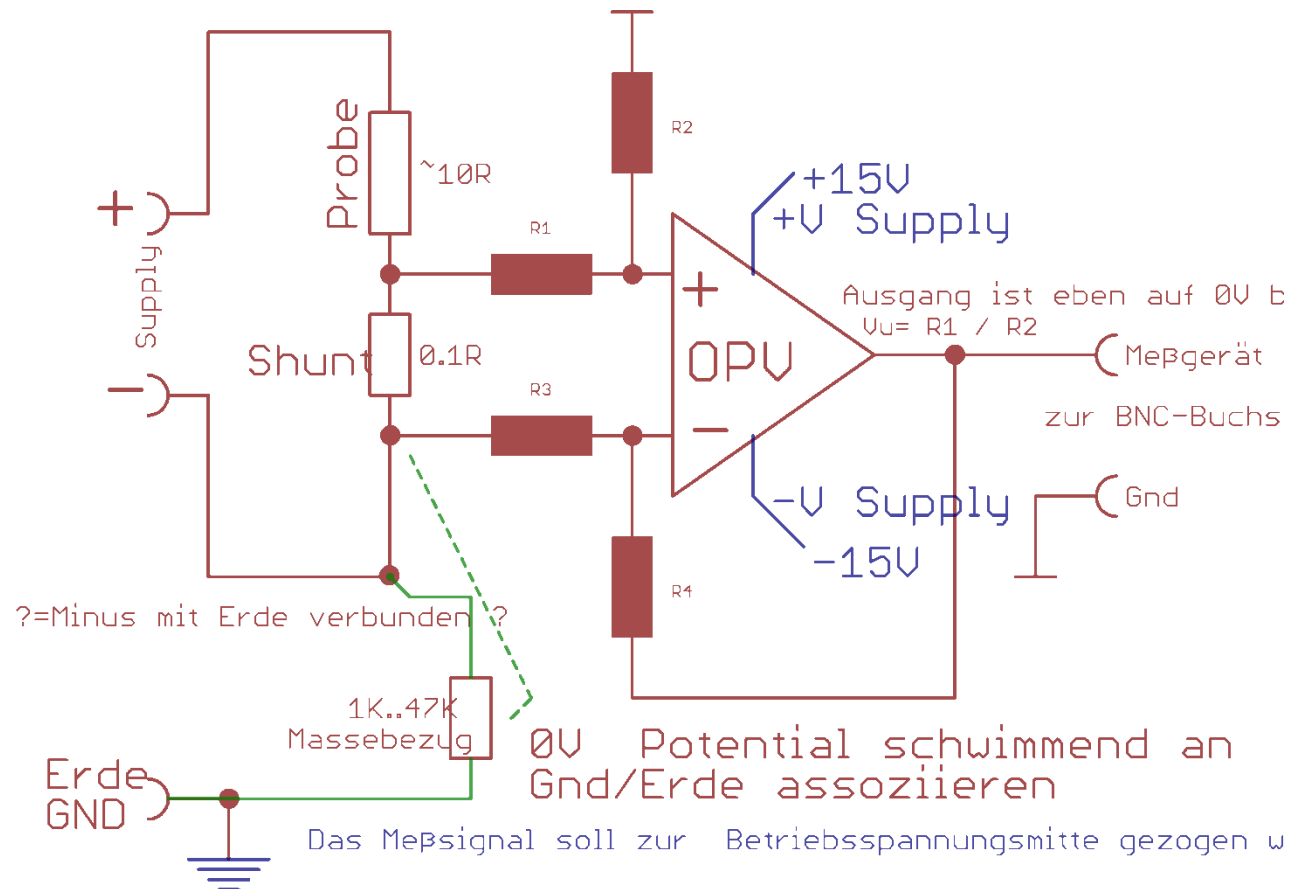 Probe
~10R
R2
+15V
+V Supply
+
Supply
-
R1
+
Ausgang ist eben auf 0V b
Vu= R1 / R2
OPV
Meßgerät
Shunt
0.1R
R3
-
zur BNC-Buchs
-V Supply
-15V
Gnd
R4
?=Minus mit Erde verbunden ?
1K..47K
Massebezug
0V Potential schwimmend an
Gnd/Erde assoziieren
Erde
GND
Das Meßsignal soll zur Betriebsspannungsmitte gezogen w